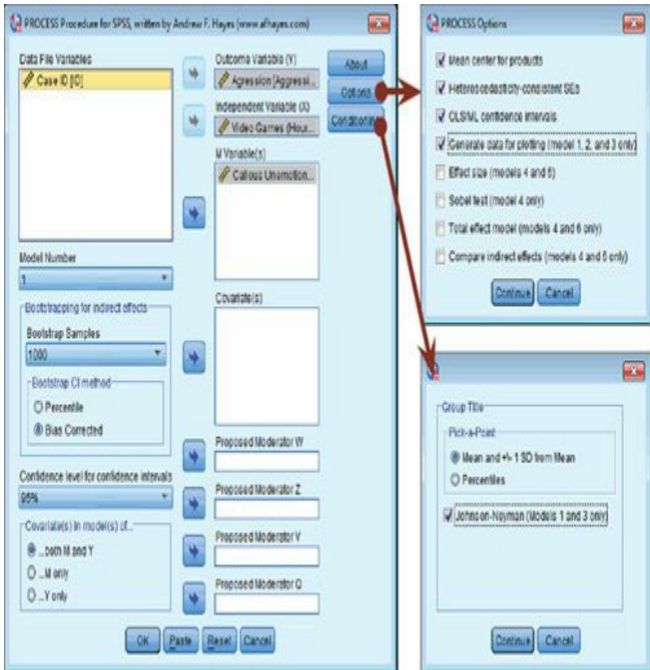 PROCESS Procedure for SPSS, written by Andrew F. Hayes (www.afhayes.com)
Data File Variables
Case ID [ID]
Outcome Variable (Y)
Agression [Aggressi...
Independent Variable (X)
Video Games (Hour...
M Variable(s)
Callous Unemotion...
About
Options
Conditioning
Model Number
1
Bootstrapping for indirect effects
Bootstrap Samples
1000
Bootstrap CI method
Percentile
Bias Corrected
Confidence level for confidence intervals
95%
Covariate(s) in model(s) of...
...both M and Y
...M only
...Y only
Covariate(s)
Proposed Moderator W
Proposed Moderator Z
Proposed Moderator V
Proposed Moderator Q
OK
Paste
Reset
Cancel
PROCESS Options
Mean center for products
Heteroscedasticity-consistent SEs
OLS/ML confidence intervals
Generate data for plotting (model 1, 2, and 3 only)
Effect size (models 4 and 6)
Sobel test (model 4 only)
Total effect model (models 4 and 6 only)
Compare indirect effects (models 4 and 6 only)
Continue
Cancel
Group Title
Pick-a-Point
Mean and +/- 1 SD from Mean
Percentiles
Johnson-Neyman (Models 1 and 3 only)
Continue
Cancel